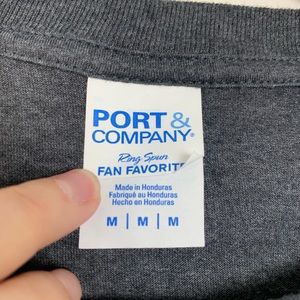 PORT &
COMPANY®
Ring Spun
FAN FAVORITE
Made in Honduras
Fabriqué au Honduras
Hecho en Honduras
M | M | M